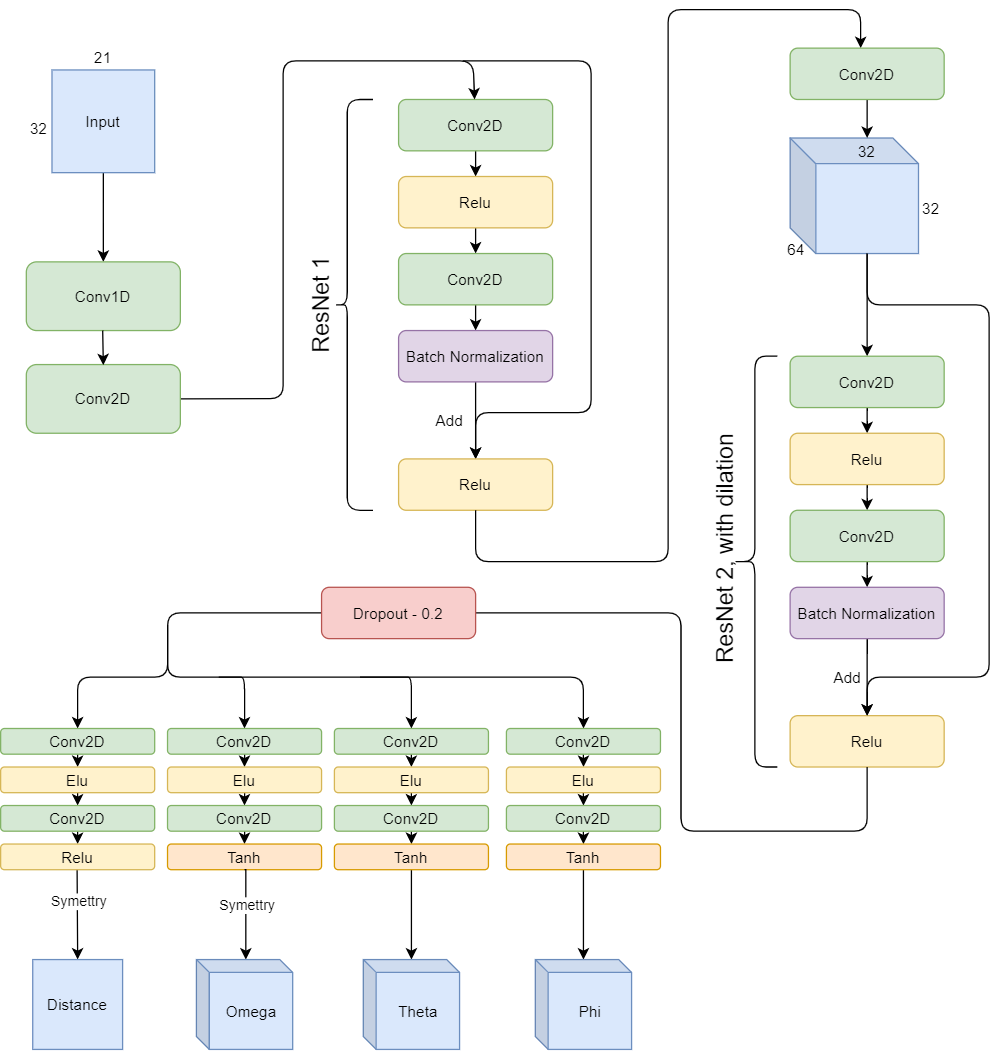 21
32
Input
Conv1D
Conv2D
ResNet 1
Conv2D
Relu
Conv2D
Batch Normalization
Add
Relu
Conv2D
32
32
64
ResNet 2, with dilation
Conv2D
Relu
Conv2D
Batch Normalization
Add
Relu
Dropout - 0.2
Conv2D
Elu
Conv2D
Relu
Symettry
Distance
Conv2D
Elu
Conv2D
Tanh
Symettry
Omega
Conv2D
Elu
Conv2D
Tanh
Theta
Conv2D
Elu
Conv2D
Tanh
Phi